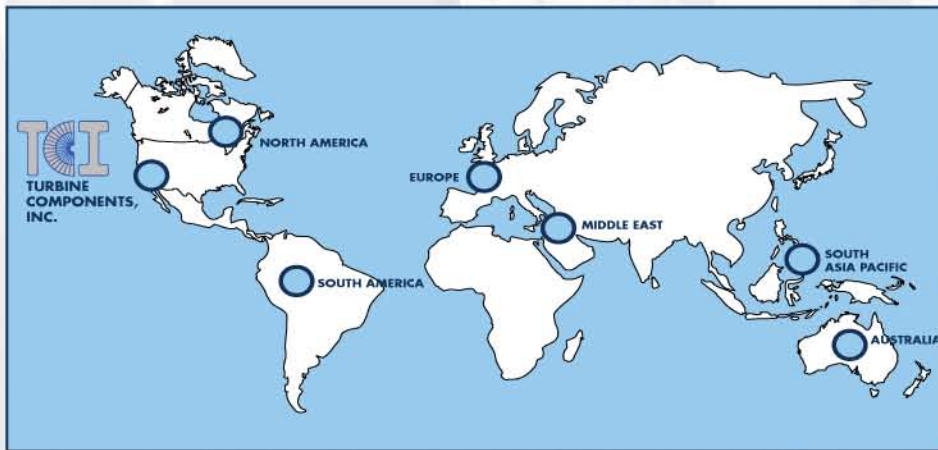 TCI
TURBINE
COMPONENTS,
INC.
NORTH AMERICA
EUROPE
MIDDLE EAST
SOUTH
ASIA PACIFIC
SOUTH AMERICA
AUSTRALIA